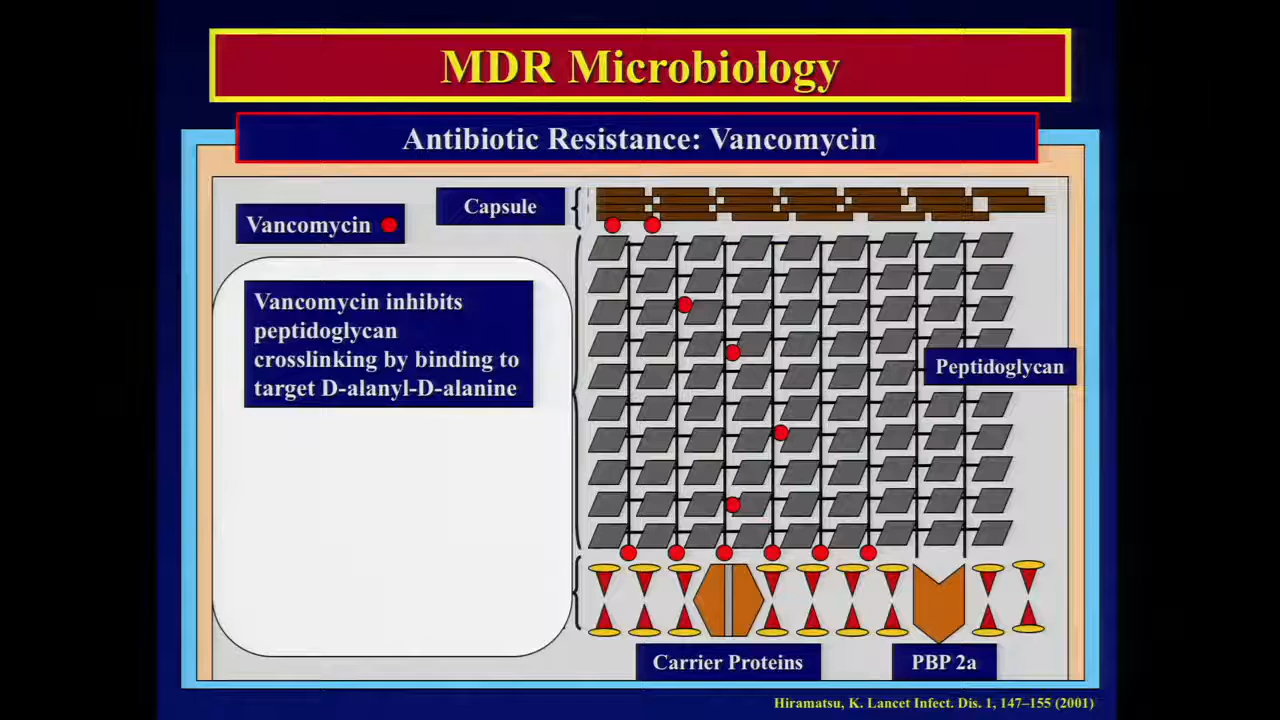 MDR Microbiology
Antibiotic Resistance: Vancomycin
Capsule
Vancomycin
Vancomycin inhibits
peptidoglycan
crosslinking by binding to
target D-alanyl-D-alanine
Peptidoglycan
Carrier Proteins
PBP 2a
Hiramatsu, K. Lancet Infect. Dis. 1, 147–155 (2001)